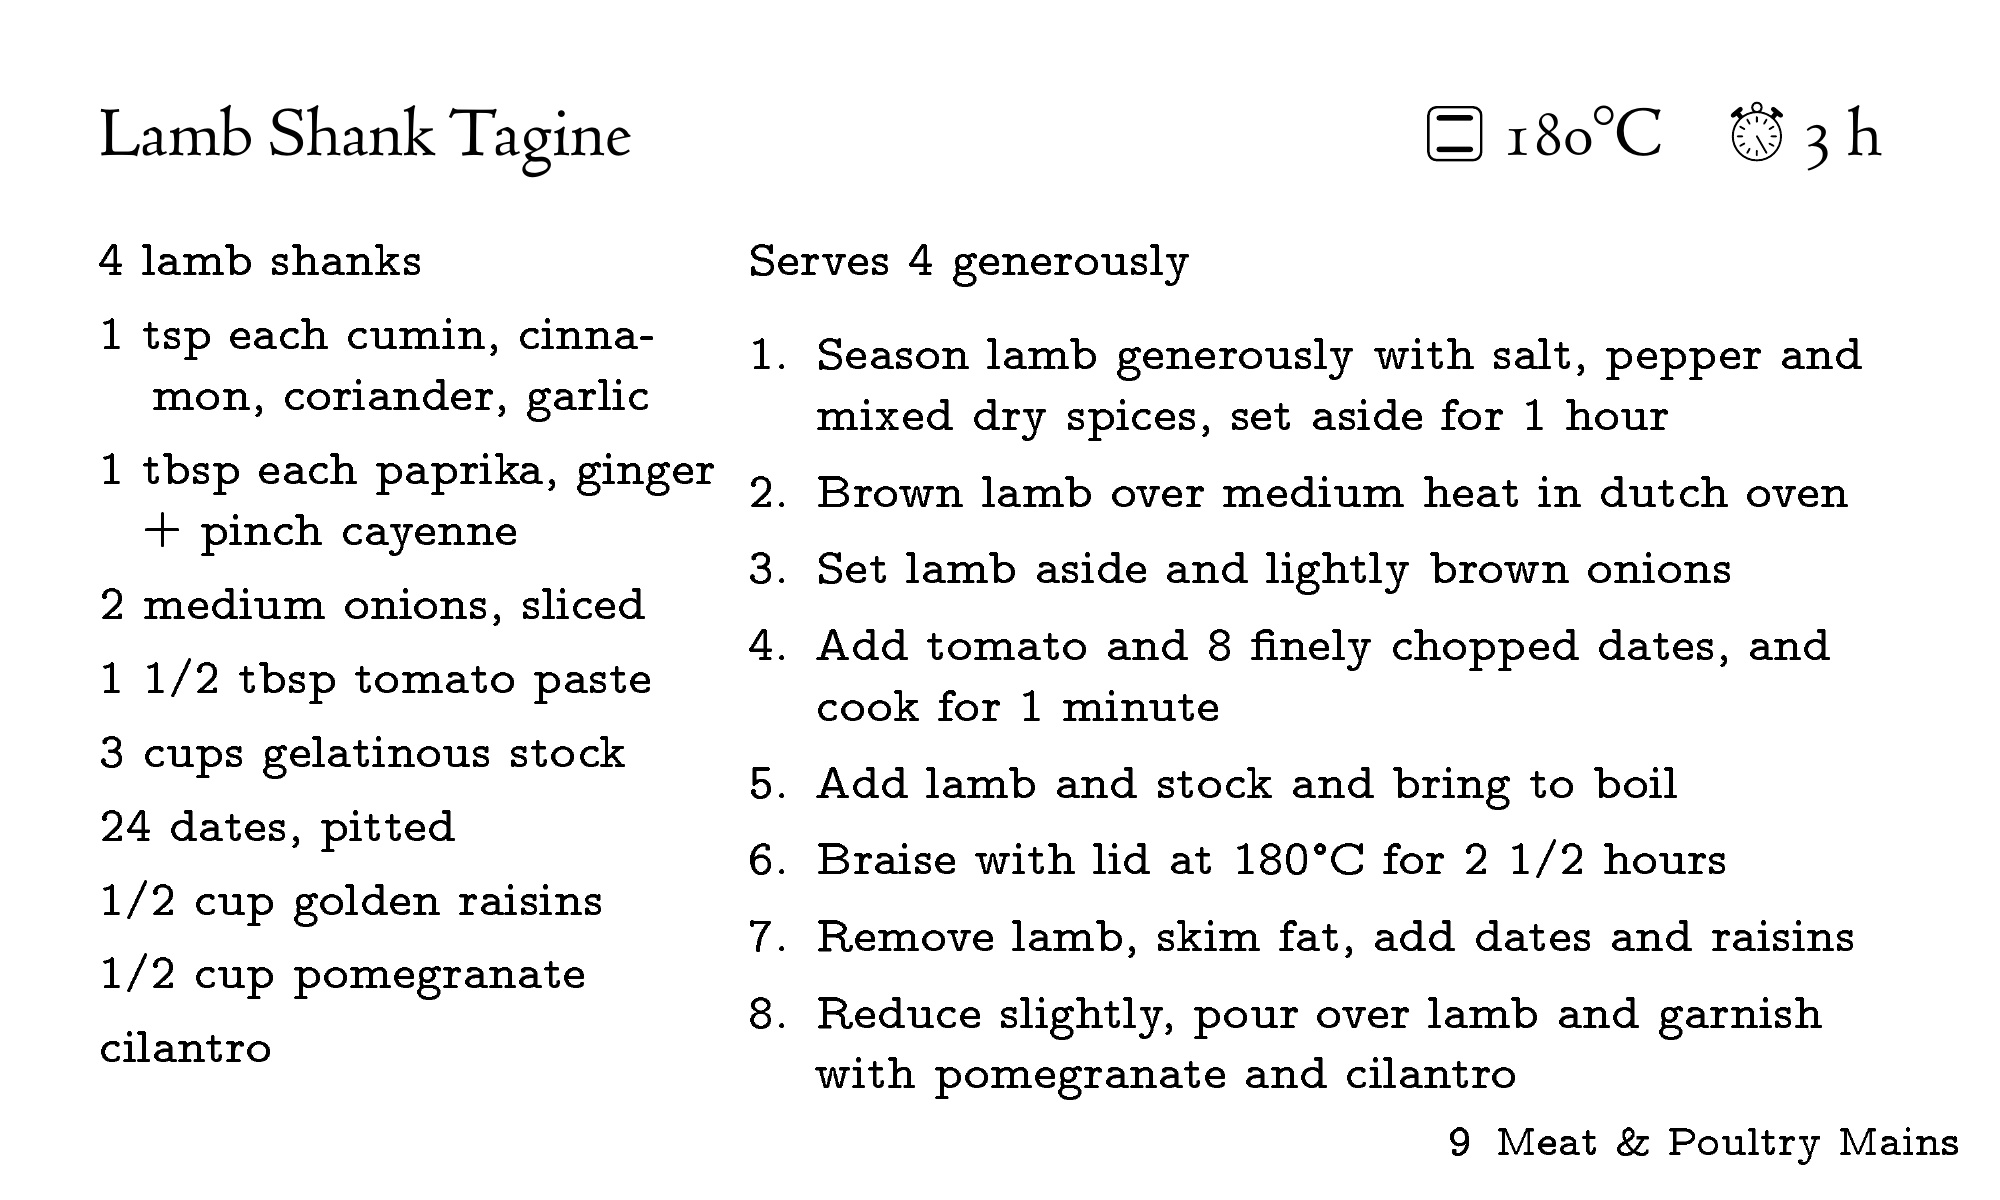 Lamb Shank Tagine
180°C 3 h
4 lamb shanks
1 tsp each cumin, cinna-
mon, coriander, garlic
1 tbsp each paprika, ginger
+ pinch cayenne
2 medium onions, sliced
1 1/2 tbsp tomato paste
3 cups gelatinous stock
24 dates, pitted
1/2 cup golden raisins
1/2 cup pomegranate
cilantro
Serves 4 generously
1. Season lamb generously with salt, pepper and
mixed dry spices, set aside for 1 hour
2. Brown lamb over medium heat in dutch oven
3. Set lamb aside and lightly brown onions
4. Add tomato and 8 finely chopped dates, and
cook for 1 minute
5. Add lamb and stock and bring to boil
6. Braise with lid at 180°C for 2 1/2 hours
7. Remove lamb, skim fat, add dates and raisins
8. Reduce slightly, pour over lamb and garnish
with pomegranate and cilantro
9 Meat & Poultry Mains